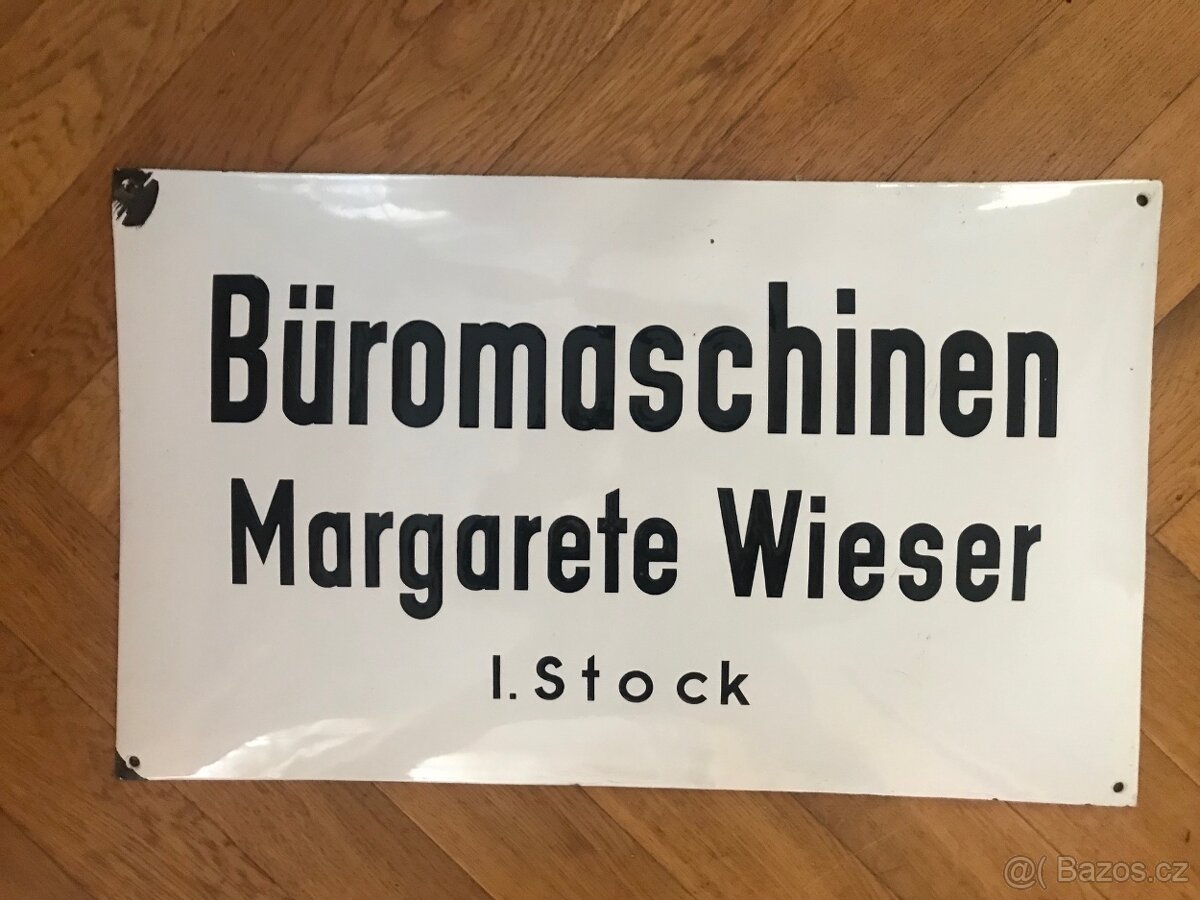 Büromaschinen
Margarete Wieser
I. Stock
@( Bazos.cz